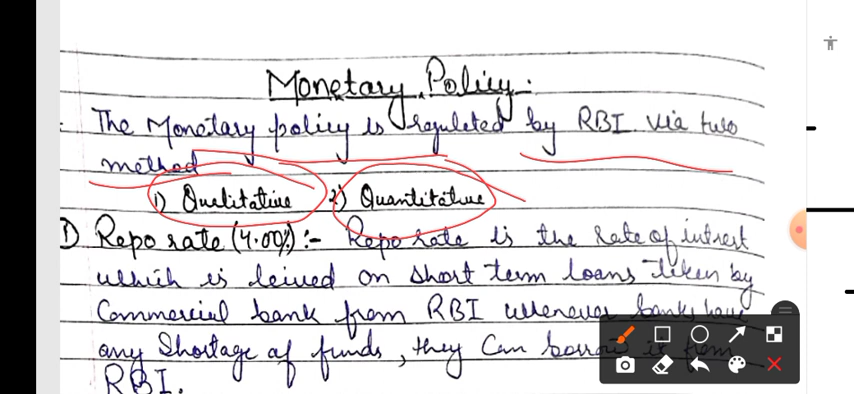 Monetary Policy:
The Monetary policy is regulated by RBI via two
method
1) Qualitative 2) Quantitative
1) Repo rate (4.00%) :- Repo rate is the rate of intrest
which is leived on short term loans taken by
Commercial bank from RBI whenever banks have
any Shortage of funds, they can borrow it from
RBI.